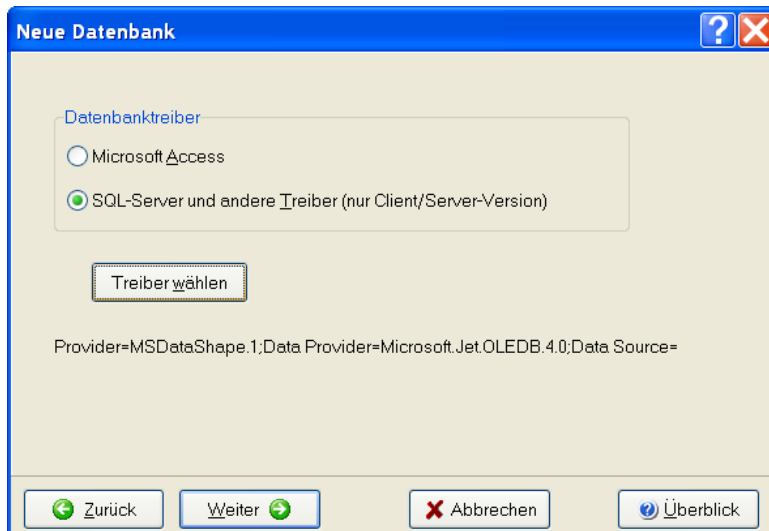 Neue Datenbank
Datenbanktreiber
Microsoft Access
SQL-Server und andere Treiber (nur Client/Server-Version)
Treiber wählen
Provider=MSDataShape.1;Data Provider=Microsoft.Jet.OLEDB.4.0;Data Source=
Zurück Weiter Abbrechen Überblick